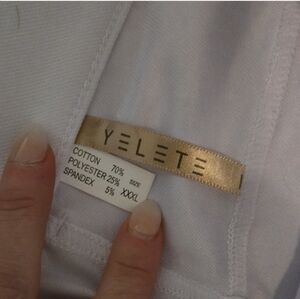 YELETE
COTTON 70%
POLYESTER 25%
SPANDEX 5%
SIZE:
XXXL